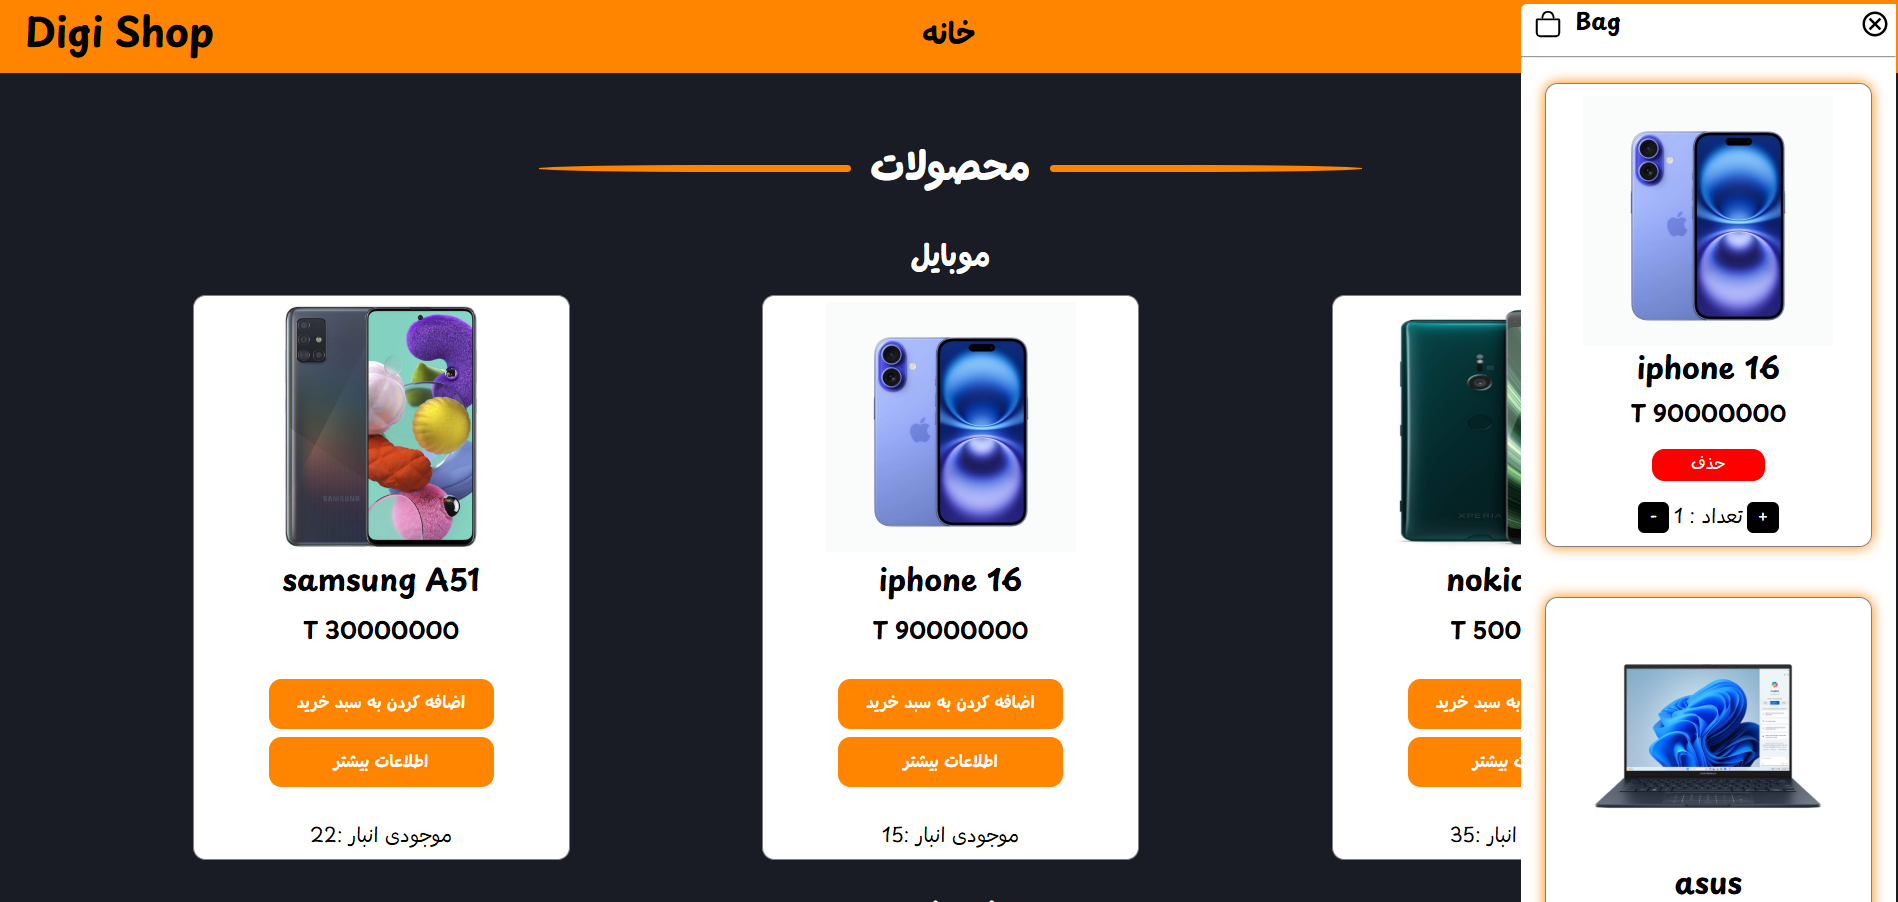 Digi Shop
خانه
Bag
محصولات
موبایل
samsung A51
T 30000000
اضافه کردن به سبد خرید
اطلاعات بیشتر
موجودی انبار :22
iphone 16
T 90000000
اضافه کردن به سبد خرید
اطلاعات بیشتر
موجودی انبار :15
T 500
به سبد خرید
بیشتر
انبار :35
SAMSUNG
XPERIA
iphone 16
T 90000000
حذف
- تعداد : 1 +
asus